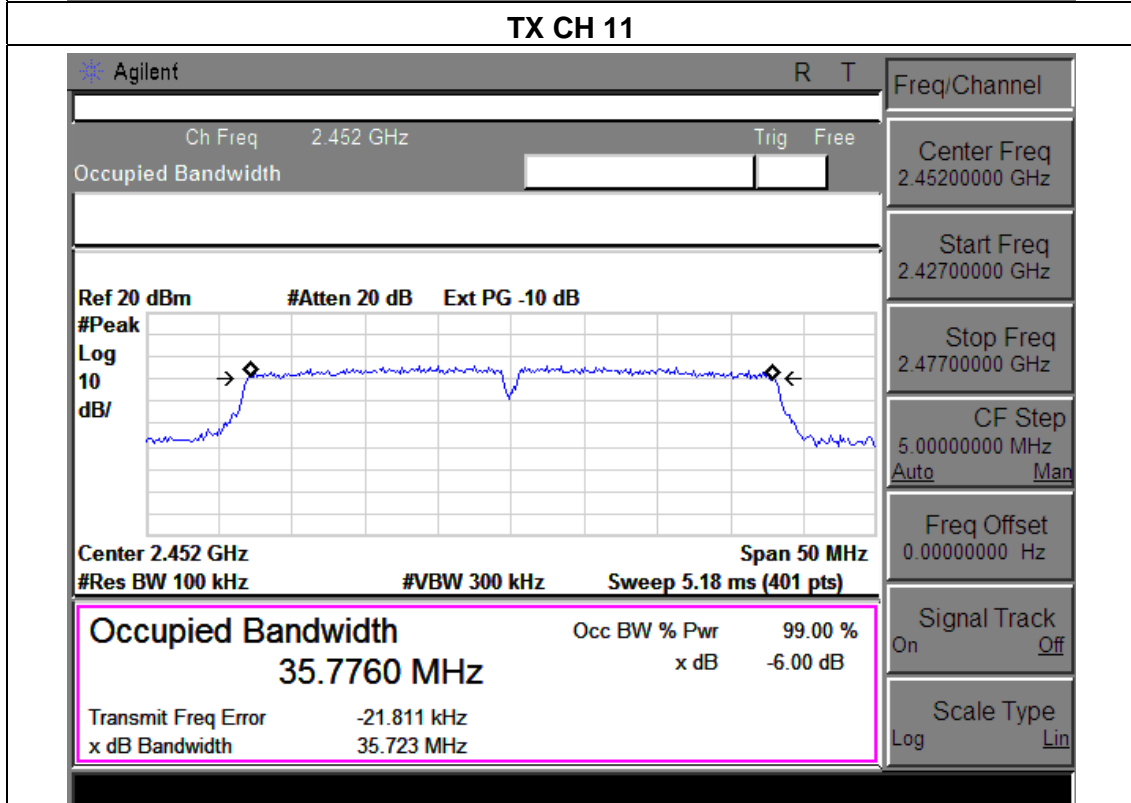 TX CH 11
Agilent R T
Ch Freq 2.452 GHz Trig Free
Occupied Bandwidth
Ref 20 dBm #Atten 20 dB Ext PG -10 dB
#Peak
Log
10
dB/
Center 2.452 GHz Span 50 MHz
#Res BW 100 kHz #VBW 300 kHz Sweep 5.18 ms (401 pts)
Occupied Bandwidth Occ BW % Pwr 99.00 %
35.7760 MHz x dB -6.00 dB
Transmit Freq Error -21.811 kHz
x dB Bandwidth 35.723 MHz
Freq/Channel
Center Freq
2.45200000 GHz
Start Freq
2.42700000 GHz
Stop Freq
2.47700000 GHz
CF Step
5.00000000 MHz
Auto Man
Freq Offset
0.00000000 Hz
Signal Track
On Off
Scale Type
Log Lin